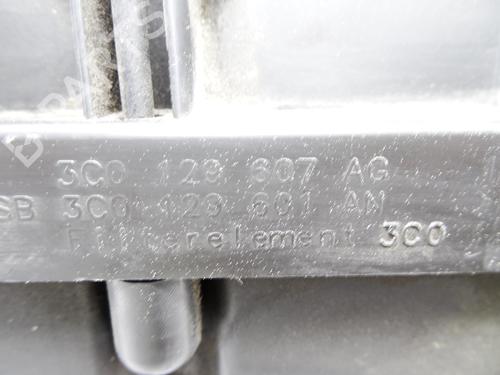 3C0 129 607 AG
SB 3C0 129 601 AN
Filterelement 3C0